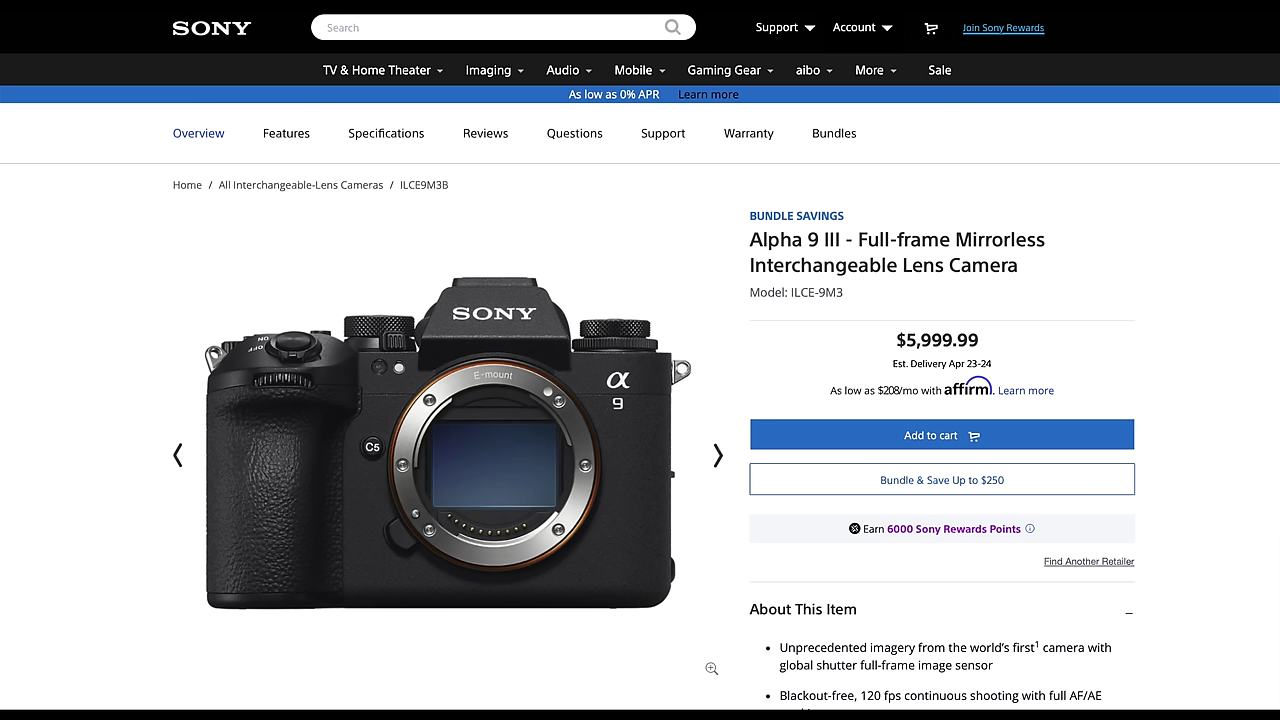 SONY
Search
Support
Account
Join Sony Rewards
TV & Home Theater
Imaging
Audio
Mobile
Gaming Gear
aibo
More
Sale
As low as 0% APR Learn more
Overview
Features
Specifications
Reviews
Questions
Support
Warranty
Bundles
Home / All Interchangeable-Lens Cameras / ILCE9M3B
BUNDLE SAVINGS
Alpha 9 III - Full-frame Mirrorless
Interchangeable Lens Camera
Model: ILCE-9M3
$5,999.99
Est. Delivery Apr 23-24
As low as $208/mo with affirm. Learn more
Add to cart
Bundle & Save Up to $250
Earn 6000 Sony Rewards Points
Find Another Retailer
About This Item
Unprecedented imagery from the world's first1 camera with
global shutter full-frame image sensor
Blackout-free, 120 fps continuous shooting with full AF/AE
SONY
ON
OFF
E-mount
α
9
C5